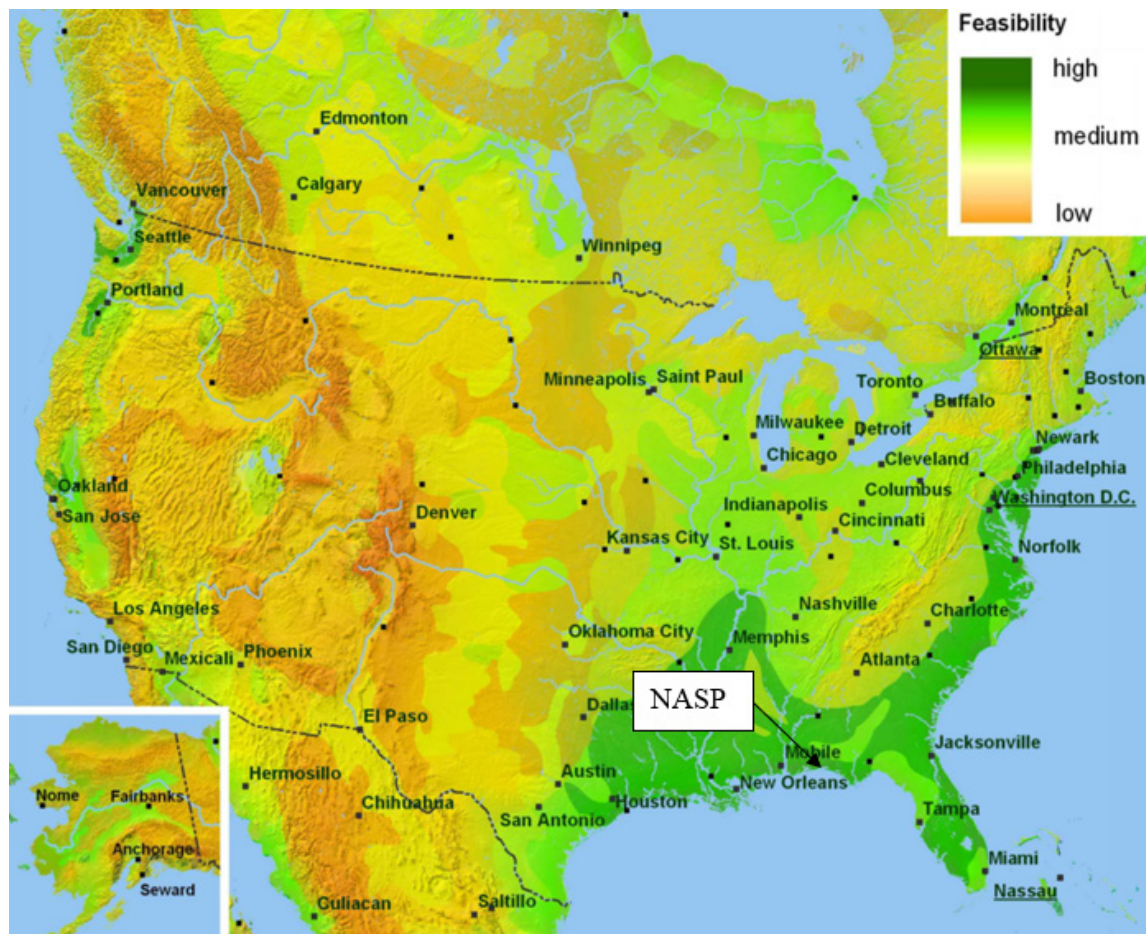 Feasibility
high
medium
low
Edmonton
Calgary
Vancouver
Seattle
Winnipeg
Portland
Montreal
Ottawa
Minneapolis
Saint Paul
Toronto
Boston
Buffalo
Milwaukee
Detroit
Newark
Chicago
Cleveland
Philadelphia
Oakland
Columbus
Washington D.C.
Indianapolis
San Jose
Denver
Cincinnati
Kansas City
St. Louis
Norfolk
Los Angeles
Nashville
Charlotte
Oklahoma City
Memphis
San Diego
Mexicali
Phoenix
Atlanta
NASP
Dallas
El Paso
Jacksonville
Mobile
Hermosillo
Austin
New Orleans
Nome
Fairbanks
Chihuahua
Houston
San Antonio
Tampa
Anchorage
Miami
Seward
Nassau
Culiacan
Saltillo